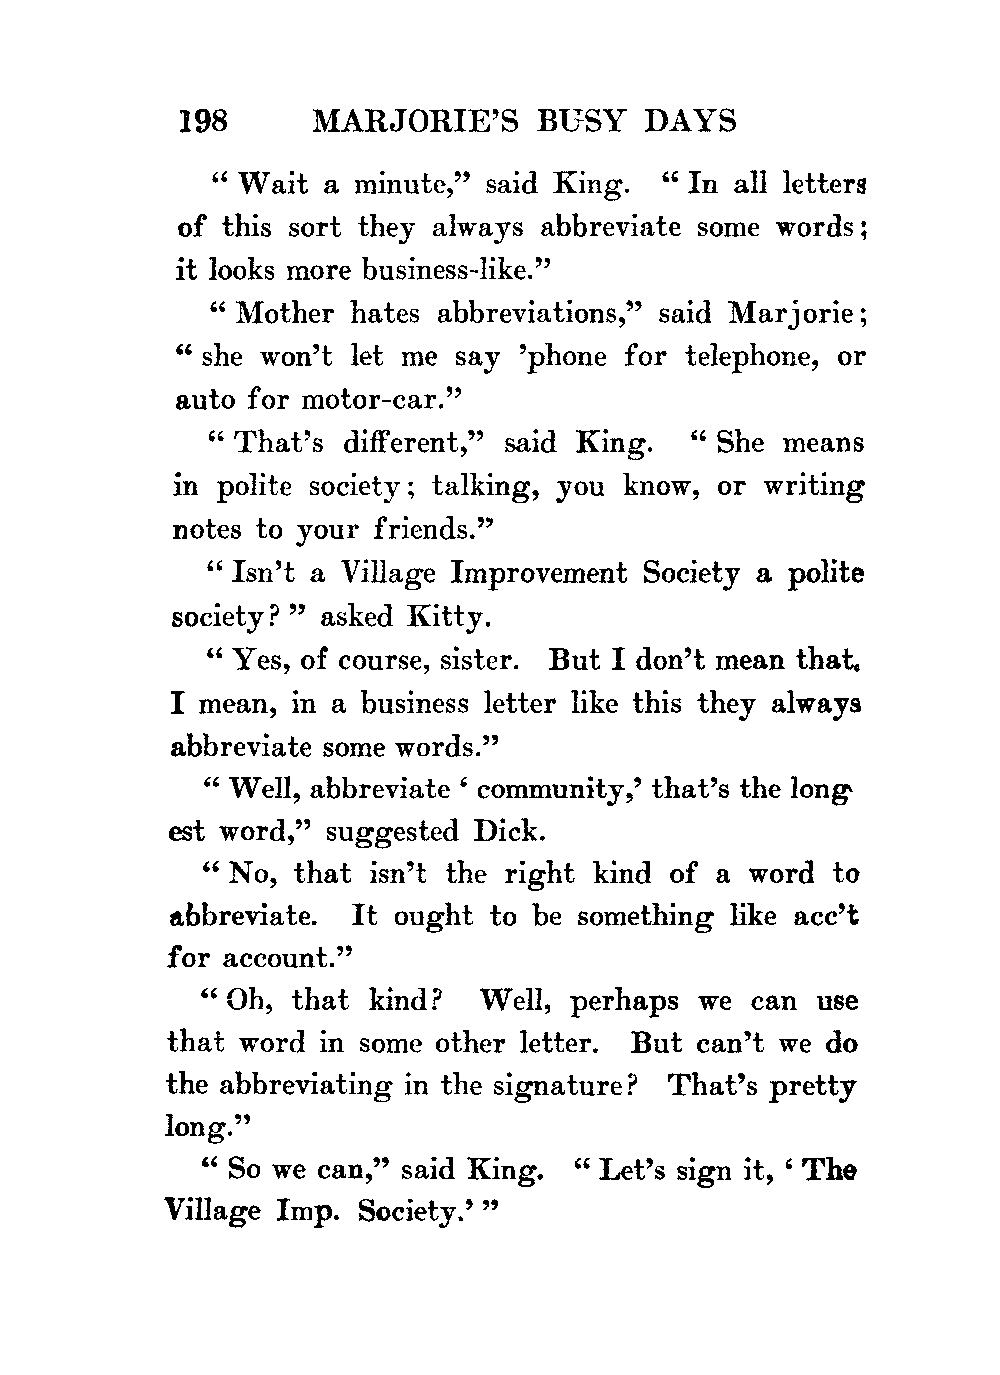 198 MARJORIE'S BUSY DAYS
“ Wait a minute,” said King. “ In all letters
of this sort they always abbreviate some words;
it looks more business-like.”
“ Mother hates abbreviations,” said Marjorie;
“ she won’t let me say ’phone for telephone, or
auto for motor-car.”
“ That’s different,” said King. “ She means
in polite society; talking, you know, or writing
notes to your friends.”
“ Isn’t a Village Improvement Society a polite
society? ” asked Kitty.
“ Yes, of course, sister. But I don’t mean that.
I mean, in a business letter like this they always
abbreviate some words.”
“ Well, abbreviate ‘ community,’ that’s the long-
est word,” suggested Dick.
“ No, that isn’t the right kind of a word to
abbreviate. It ought to be something like acc’t
for account.”
“ Oh, that kind? Well, perhaps we can use
that word in some other letter. But can’t we do
the abbreviating in the signature? That’s pretty
long.”
“ So we can,” said King. “ Let’s sign it, ‘ The
Village Imp. Society.’ ”